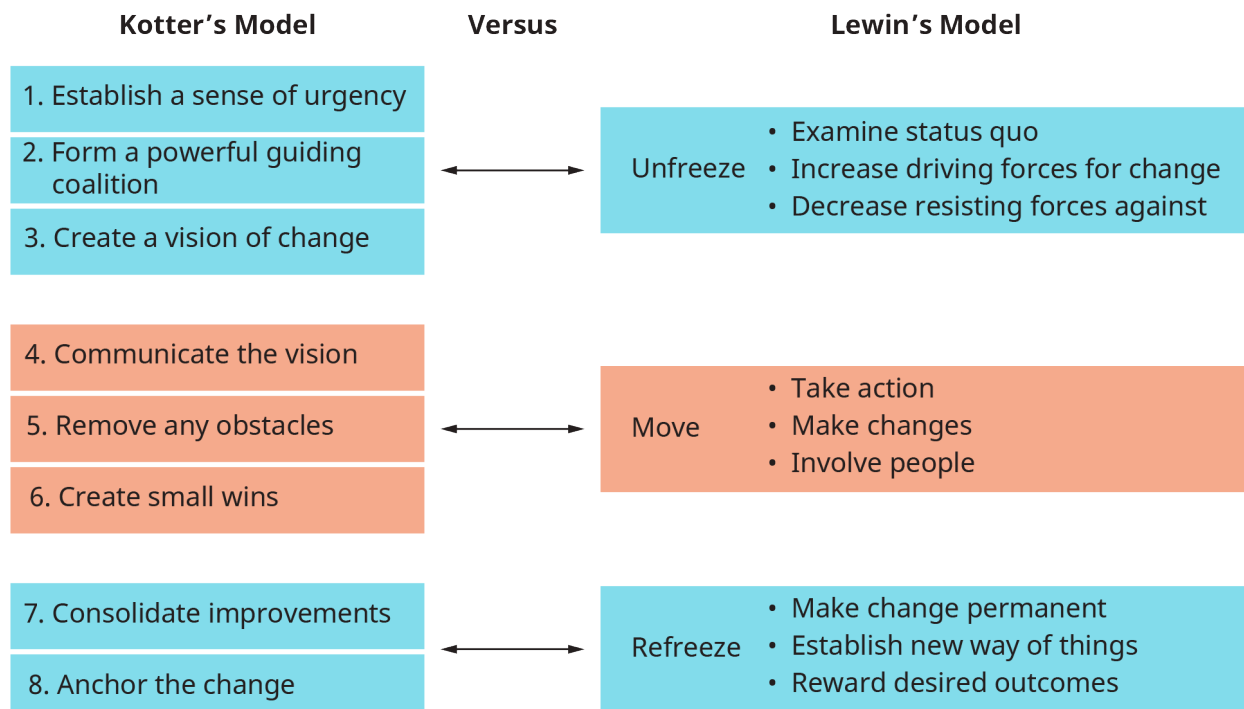 Kotter’s Model
Versus
Lewin’s Model
1. Establish a sense of urgency
2. Form a powerful guiding
coalition
3. Create a vision of change
Unfreeze
• Examine status quo
• Increase driving forces for change
• Decrease resisting forces against
4. Communicate the vision
5. Remove any obstacles
6. Create small wins
Move
• Take action
• Make changes
• Involve people
7. Consolidate improvements
8. Anchor the change
Refreeze
• Make change permanent
• Establish new way of things
• Reward desired outcomes